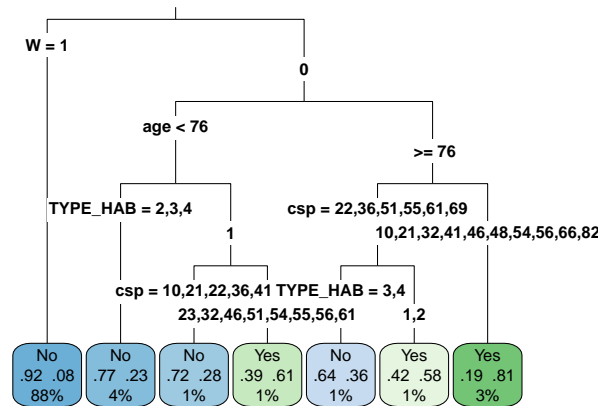 W = 1
0
age < 76
>= 76
TYPE_HAB = 2,3,4
csp = 22,36,51,55,61,69
1
10,21,32,41,46,48,54,56,66,82
csp = 10,21,22,36,41
TYPE_HAB = 3,4
23,32,46,51,54,55,56,61
1,2
No
.92 .08
88%
No
.77 .23
4%
No
.72 .28
1%
Yes
.39 .61
1%
No
.64 .36
1%
Yes
.42 .58
1%
Yes
.19 .81
3%